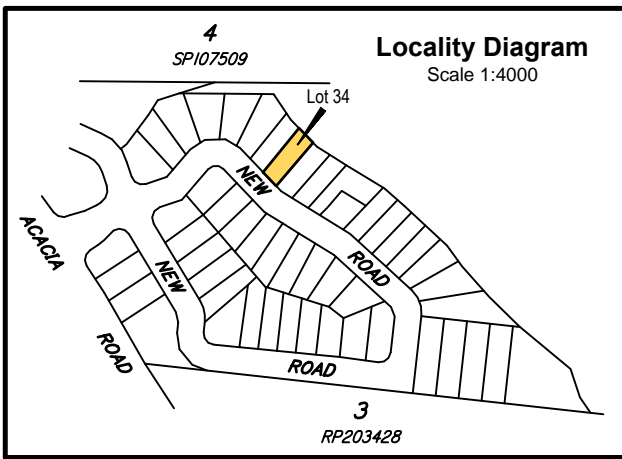 4
SP107509
Locality Diagram
Scale 1:4000
Lot 34
NEW
ROAD
ACACIA
ROAD
NEW
ROAD
3
RP203428